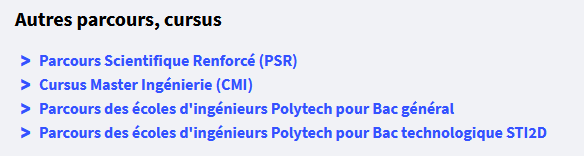 Autres parcours, cursus
> Parcours Scientifique Renforcé (PSR)
> Cursus Master Ingénierie (CMI)
> Parcours des écoles d'ingénieurs Polytech pour Bac général
> Parcours des écoles d'ingénieurs Polytech pour Bac technologique STI2D